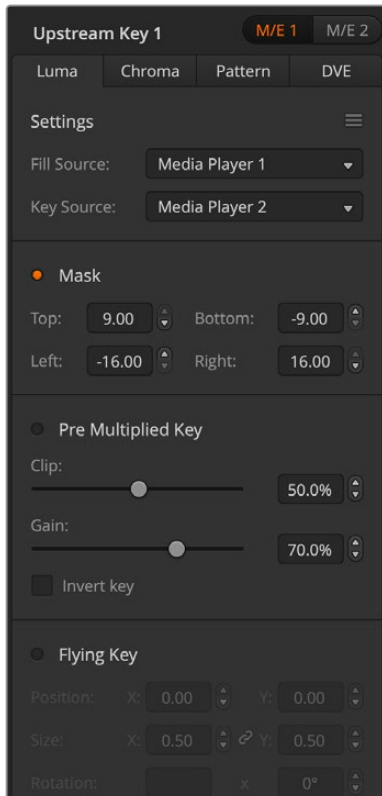 Upstream Key 1 M/E 1 M/E 2
Luma Chroma Pattern DVE
Settings
Fill Source: Media Player 1
Key Source: Media Player 2
Mask
Top: 9.00 Bottom: -9.00
Left: -16.00 Right: 16.00
Pre Multiplied Key
Clip:
50.0%
Gain:
70.0%
Invert key
Flying Key
Position: X: 0.00 Y: 0.00
Size: X: 0.50 Y: 0.50
Rotation: x 0°